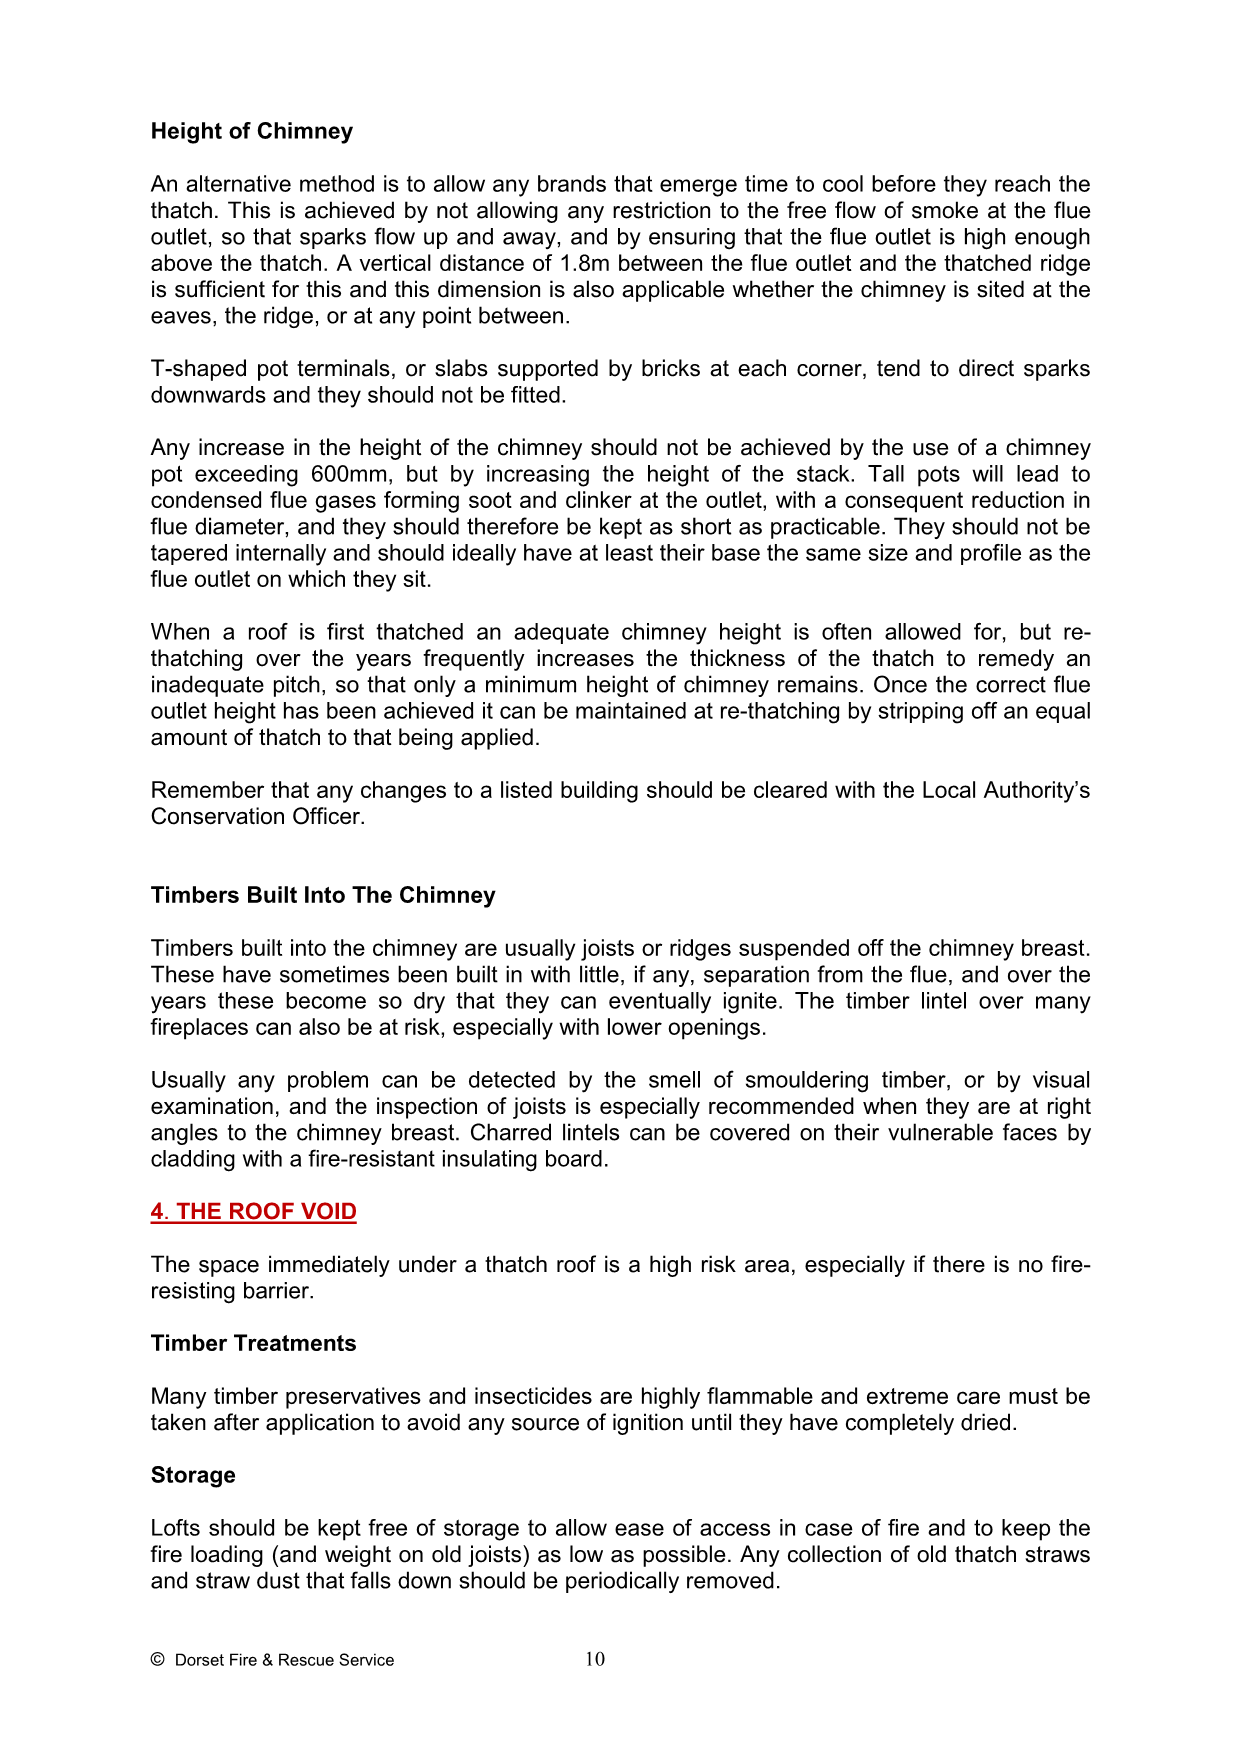 Height of Chimney
An alternative method is to allow any brands that emerge time to cool before they reach the
thatch. This is achieved by not allowing any restriction to the free flow of smoke at the flue
outlet, so that sparks flow up and away, and by ensuring that the flue outlet is high enough
above the thatch. A vertical distance of 1.8m between the flue outlet and the thatched ridge
is sufficient for this and this dimension is also applicable whether the chimney is sited at the
eaves, the ridge, or at any point between.
T-shaped pot terminals, or slabs supported by bricks at each corner, tend to direct sparks
downwards and they should not be fitted.
Any increase in the height of the chimney should not be achieved by the use of a chimney
pot exceeding 600mm, but by increasing the height of the stack. Tall pots will lead to
condensed flue gases forming soot and clinker at the outlet, with a consequent reduction in
flue diameter, and they should therefore be kept as short as practicable. They should not be
tapered internally and should ideally have at least their base the same size and profile as the
flue outlet on which they sit.
When a roof is first thatched an adequate chimney height is often allowed for, but re-
thatching over the years frequently increases the thickness of the thatch to remedy an
inadequate pitch, so that only a minimum height of chimney remains. Once the correct flue
outlet height has been achieved it can be maintained at re-thatching by stripping off an equal
amount of thatch to that being applied.
Remember that any changes to a listed building should be cleared with the Local Authority’s
Conservation Officer.
Timbers Built Into The Chimney
Timbers built into the chimney are usually joists or ridges suspended off the chimney breast.
These have sometimes been built in with little, if any, separation from the flue, and over the
years these become so dry that they can eventually ignite. The timber lintel over many
fireplaces can also be at risk, especially with lower openings.
Usually any problem can be detected by the smell of smouldering timber, or by visual
examination, and the inspection of joists is especially recommended when they are at right
angles to the chimney breast. Charred lintels can be covered on their vulnerable faces by
cladding with a fire-resistant insulating board.
4. THE ROOF VOID
The space immediately under a thatch roof is a high risk area, especially if there is no fire-
resisting barrier.
Timber Treatments
Many timber preservatives and insecticides are highly flammable and extreme care must be
taken after application to avoid any source of ignition until they have completely dried.
Storage
Lofts should be kept free of storage to allow ease of access in case of fire and to keep the
fire loading (and weight on old joists) as low as possible. Any collection of old thatch straws
and straw dust that falls down should be periodically removed.
© Dorset Fire & Rescue Service 10